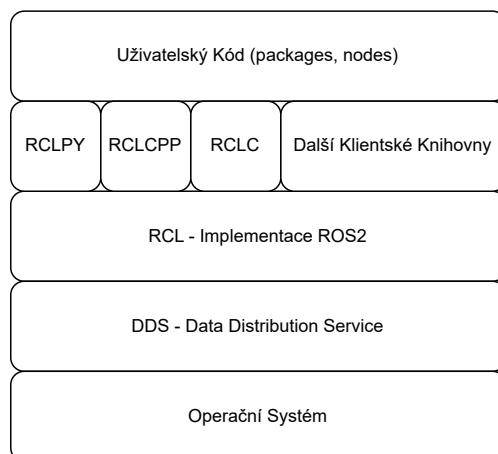 Uživatelský Kód (packages, nodes)
RCLPY RCLCPP RCLC Další Klientské Knihovny
RCL - Implementace ROS2
DDS - Data Distribution Service
Operační Systém